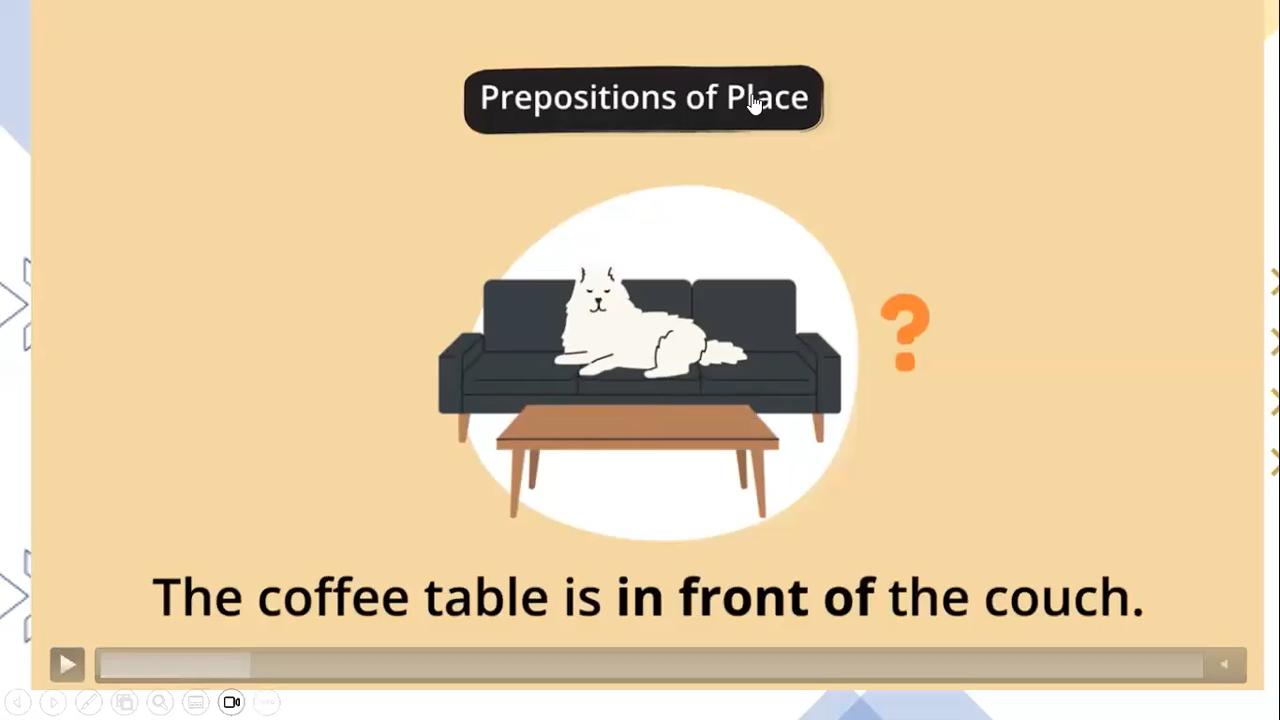 Prepositions of Place
?
The coffee table is in front of the couch.